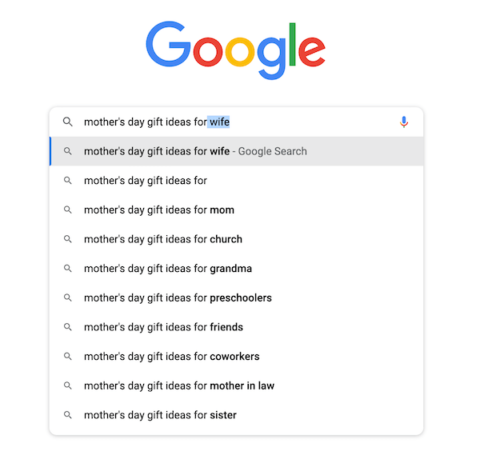 Google
mother's day gift ideas for wife
mother's day gift ideas for wife - Google Search
mother's day gift ideas for
mother's day gift ideas for mom
mother's day gift ideas for church
mother's day gift ideas for grandma
mother's day gift ideas for preschoolers
mother's day gift ideas for friends
mother's day gift ideas for coworkers
mother's day gift ideas for mother in law
mother's day gift ideas for sister